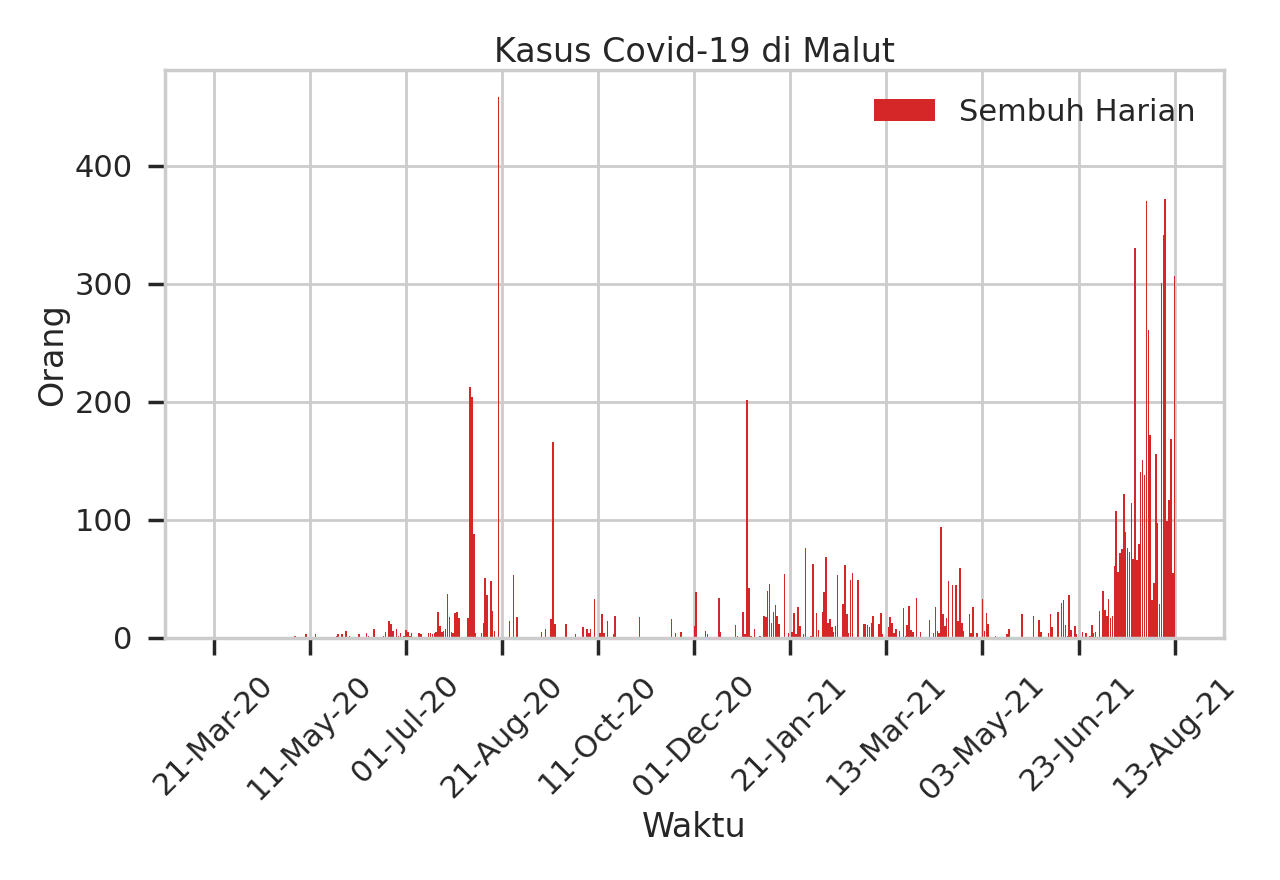 Kasus Covid-19 di Malut
Sembuh Harian
Orang
400
300
200
100
0
21-Mar-20
11-May-20
01-Jul-20
21-Aug-20
11-Oct-20
01-Dec-20
21-Jan-21
13-Mar-21
03-May-21
23-Jun-21
13-Aug-21
Waktu